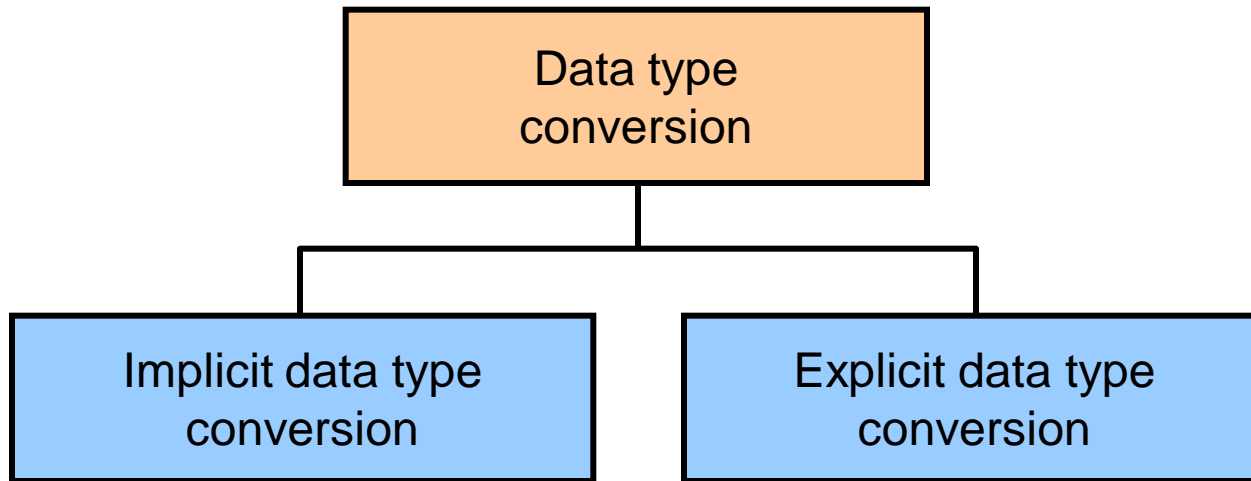 Data type
conversion
Implicit data type
conversion
Explicit data type
conversion